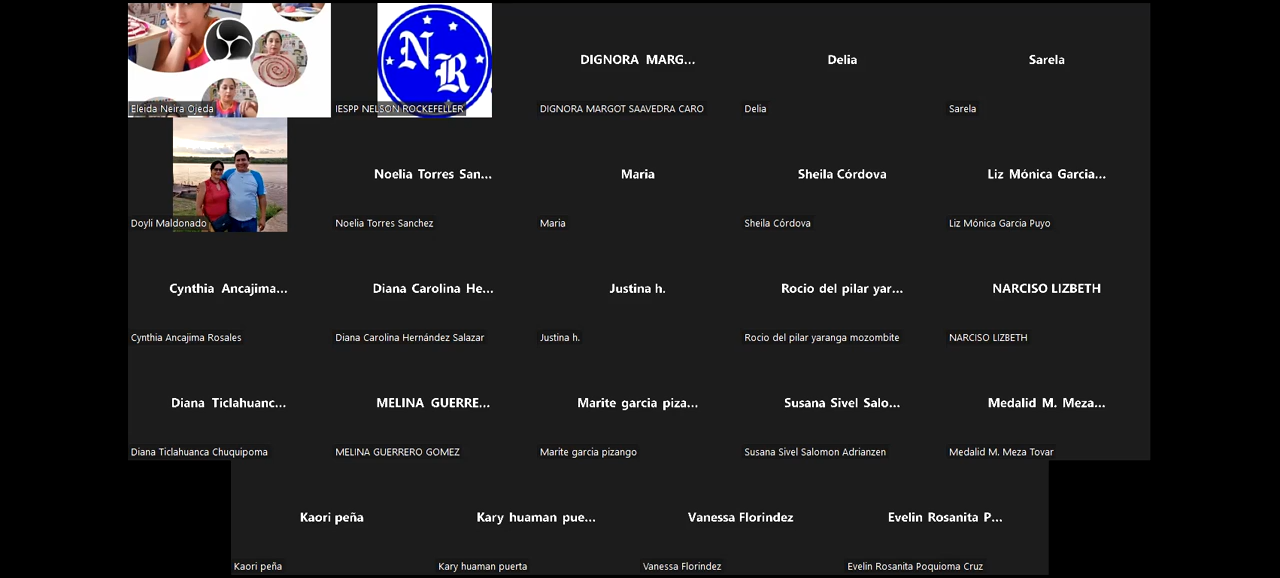 N
R
DIGNORA MARG...
Delia
Sarela
Eleida Neira Ojeda
IESPP NELSON ROCKEFELLER
DIGNORA MARGOT SAAVEDRA CARO
Delia
Sarela
Noelia Torres San...
Maria
Sheila Córdova
Liz Mónica Garcia...
Doyli Maldonado
Noelia Torres Sanchez
Maria
Sheila Córdova
Liz Mónica Garcia Puyo
Cynthia Ancajima...
Diana Carolina He...
Justina h.
Rocio del pilar yar...
NARCISO LIZBETH
Cynthia Ancajima Rosales
Diana Carolina Hernández Salazar
Justina h.
Rocio del pilar yaranga mozombite
NARCISO LIZBETH
Diana Ticlahuanc...
MELINA GUERRE...
Marite garcia piza...
Susana Sivel Salo...
Medalid M. Meza...
Diana Ticlahuanca Chuquipoma
MELINA GUERRERO GOMEZ
Marite garcia pizango
Susana Sivel Salomon Adrianzen
Medalid M. Meza Tovar
Kaori peña
Kary huaman pue...
Vanessa Florindez
Evelin Rosanita P...
Kaori peña
Kary huaman puerta
Vanessa Florindez
Evelin Rosanita Poquioma Cruz